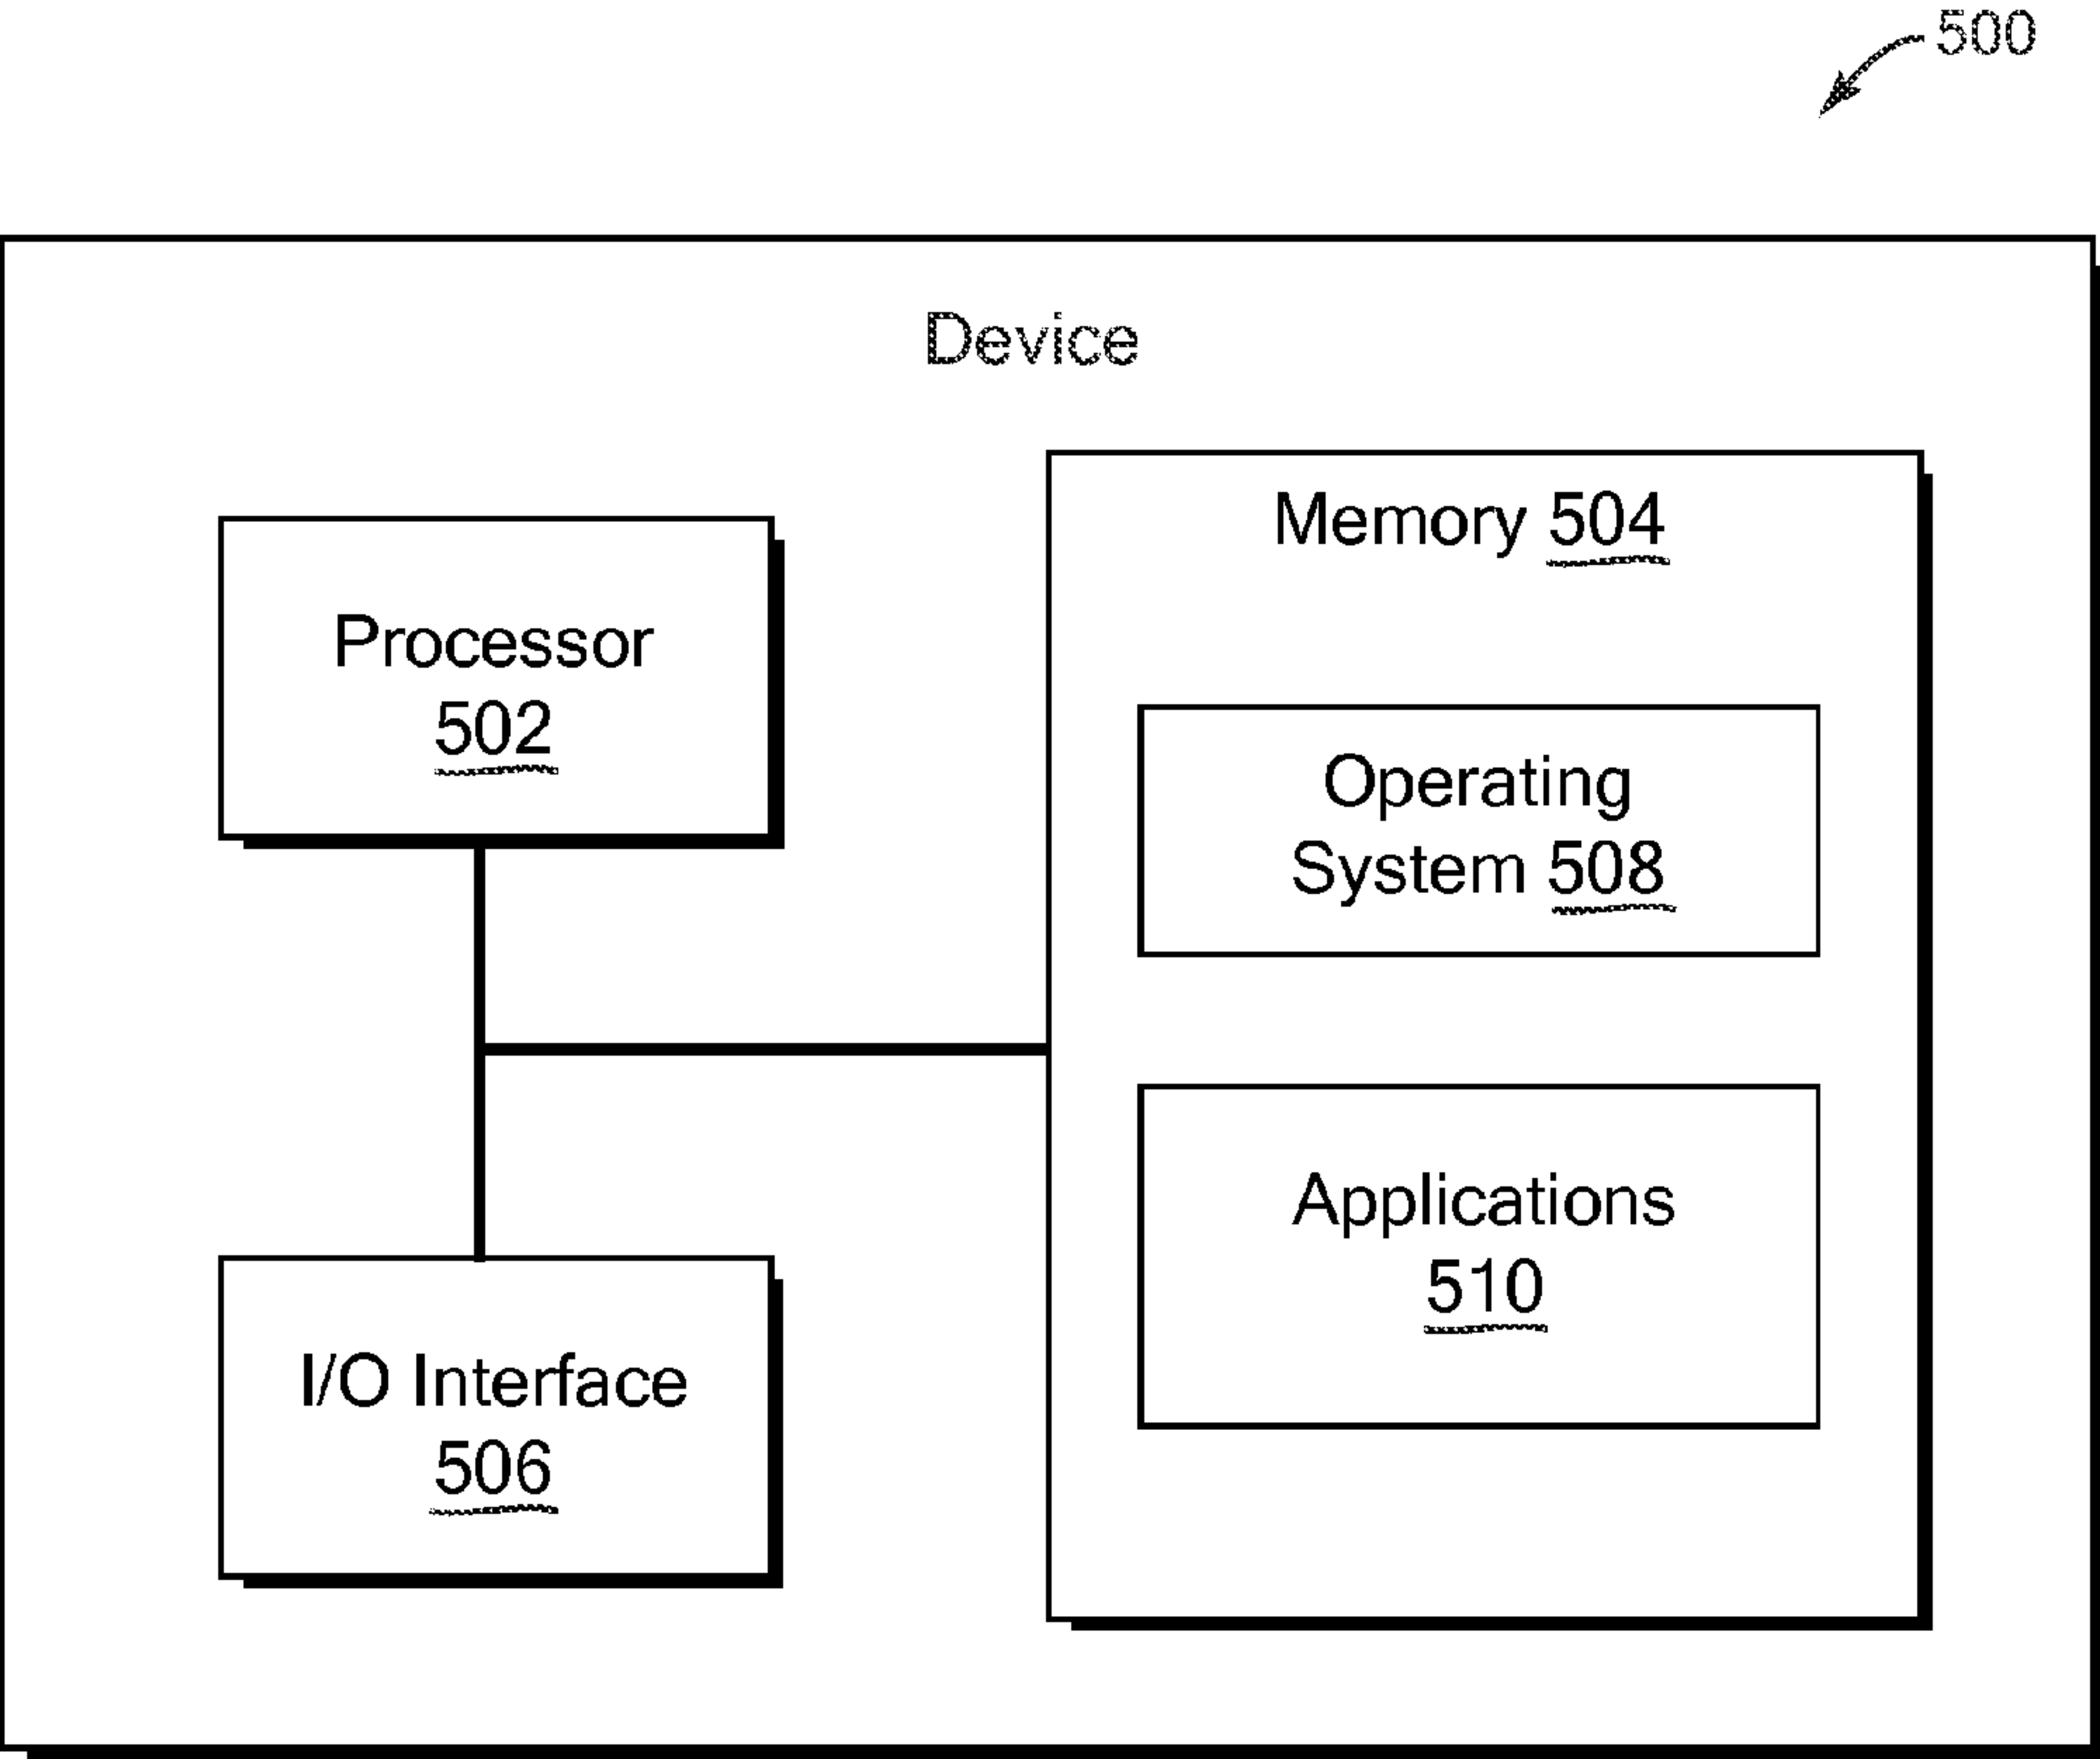 500
Device
Processor
502
Memory 504
Operating
System 508
Applications
510
I/O Interface
506